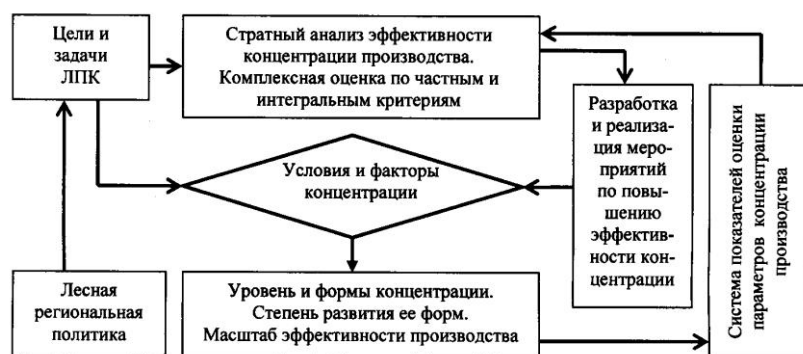 Цели и
задачи
ЛПК
Стратный анализ эффективности
концентрации производства.
Комплексная оценка по частным и
интегральным критериям
Разработка
и реализа-
ция меро-
приятий
по повы-
шению
эффектив-
ности кон-
центрации
Система показателей оценки
параметров концентрации
производства
Условия и факторы
концентрации
Лесная
региональная
политика
Уровень и формы концентрации.
Степень развития ее форм.
Масштаб эффективности производства